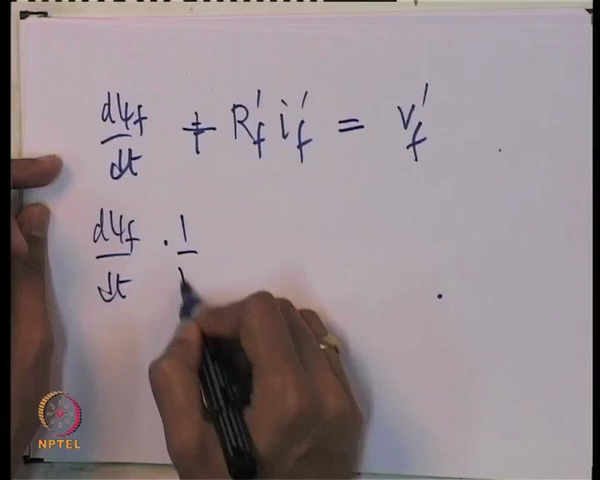 dψf/dt + R'f i'f = v'f
dψf/dt · 1/
NPTEL